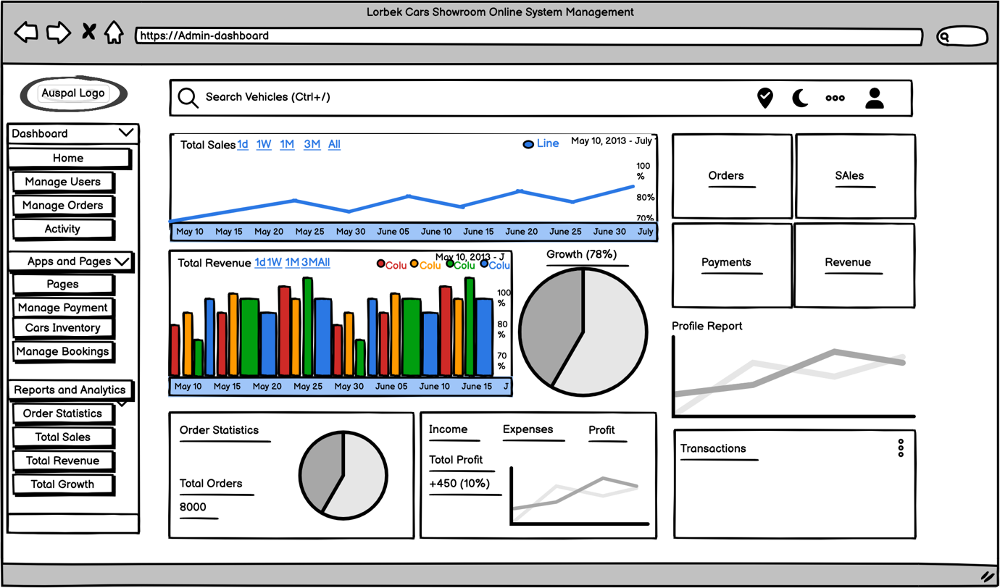 Lorbek Cars Showroom Online System Management
https://Admin-dashboard
Auspal Logo
Search Vehicles (Ctrl+/)
Dashboard
Home
Manage Users
Manage Orders
Activity
Apps and Pages
Pages
Manage Payment
Cars Inventory
Manage Bookings
Reports and Analytics
Order Statistics
Total Sales
Total Revenue
Total Growth
Total Sales 1d 1W 1M 3M All
Line
May 10, 2013 - July
100
%
80%
70%
May 10 May 15 May 20 May 25 May 30 June 05 June 10 June 15 June 20 June 25 June 30 July
Total Revenue 1d 1W 1M 3M All
May 10, 2013 - J
Colu Colu Colu Colu
100
%
80
%
70
%
May 10 May 15 May 20 May 25 June 05 June 10 June 15 J
Growth (78%)
Orders
SAles
Payments
Revenue
Profile Report
Order Statistics
Total Orders
8000
Income Expenses Profit
Totol Profit
+450 (10%)
Transactions